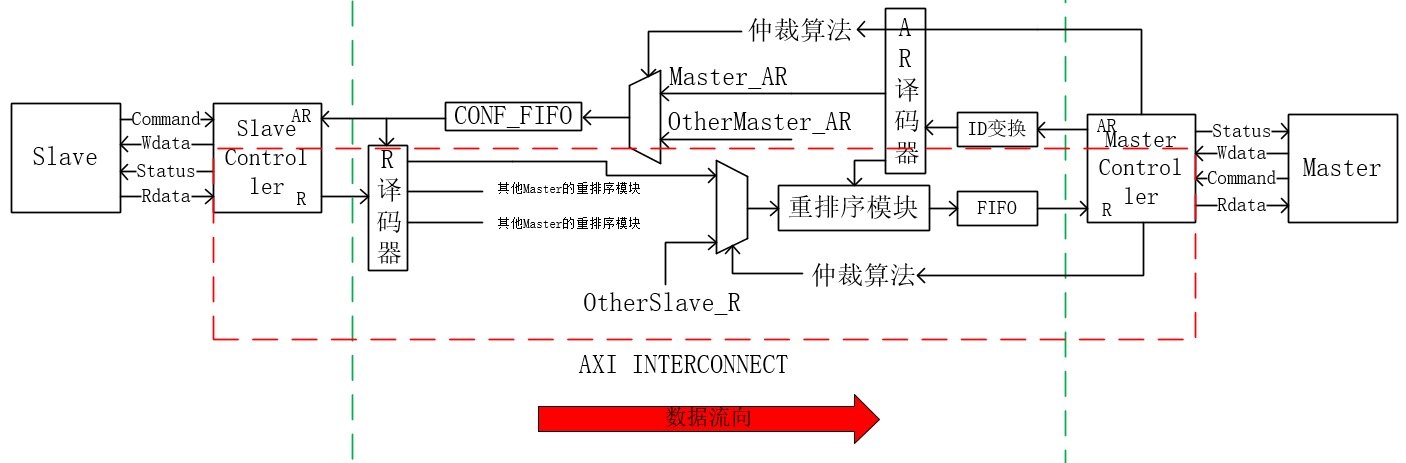 仲裁算法
A
R
译
码
器
Master_AR
CONF_FIFO
OtherMaster_AR
ID变换
Slave
Command
Wdata
Status
Rdata
AR
Slave
Controller
ller
R
R
译
码
器
其他Master的重排序模块
其他Master的重排序模块
重排序模块
FIFO
AR
Master
Control
ler
R
Status
Wdata
Command
Rdata
Master
仲裁算法
OtherSlave_R
AXI INTERCONNECT
数据流向